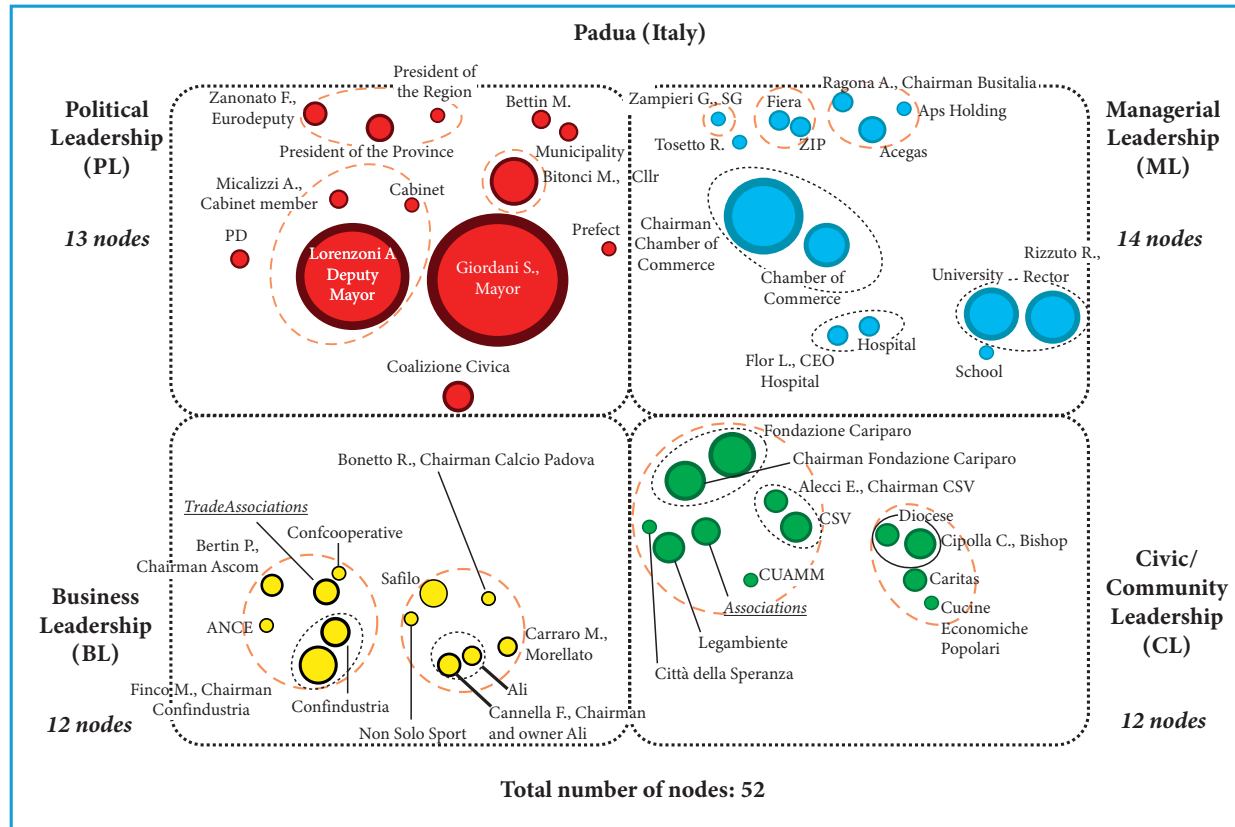 Padua (Italy)
Political
Leadership
(PL)
13 nodes
Zanonato F.,
Eurodeputy
President of
the Region
President of the Province
Bettin M.
Municipality
Bitonci M., Cllr
Micalizzi A.,
Cabinet member
Cabinet
PD
Prefect
Lorenzoni A
Deputy
Mayor
Giordani S.,
Mayor
Coalizione Civica
Managerial
Leadership
(ML)
14 nodes
Zampieri G., SG
Tosetto R.
Fiera
ZIP
Ragona A., Chairman Busitalia
Aps Holding
Acegas
Chairman
Chamber of
Commerce
Chamber of
Commerce
University
Rizzuto R.,
Rector
School
Flor L., CEO
Hospital
Hospital
Business
Leadership
(BL)
12 nodes
Bonetto R., Chairman Calcio Padova
TradeAssociations
Confcooperative
Bertin P.,
Chairman Ascom
ANCE
Finco M., Chairman
Confindustria
Confindustria
Safilo
Carraro M.,
Morellato
Ali
Cannella F., Chairman
and owner Ali
Non Solo Sport
Civic/
Community
Leadership
(CL)
12 nodes
Fondazione Cariparo
Chairman Fondazione Cariparo
Alecci E., Chairman CSV
CSV
Diocese
Cipolla C., Bishop
Caritas
Cucine
Economiche
Popolari
CUAMM
Associations
Legambiente
Città della Speranza
Total number of nodes: 52